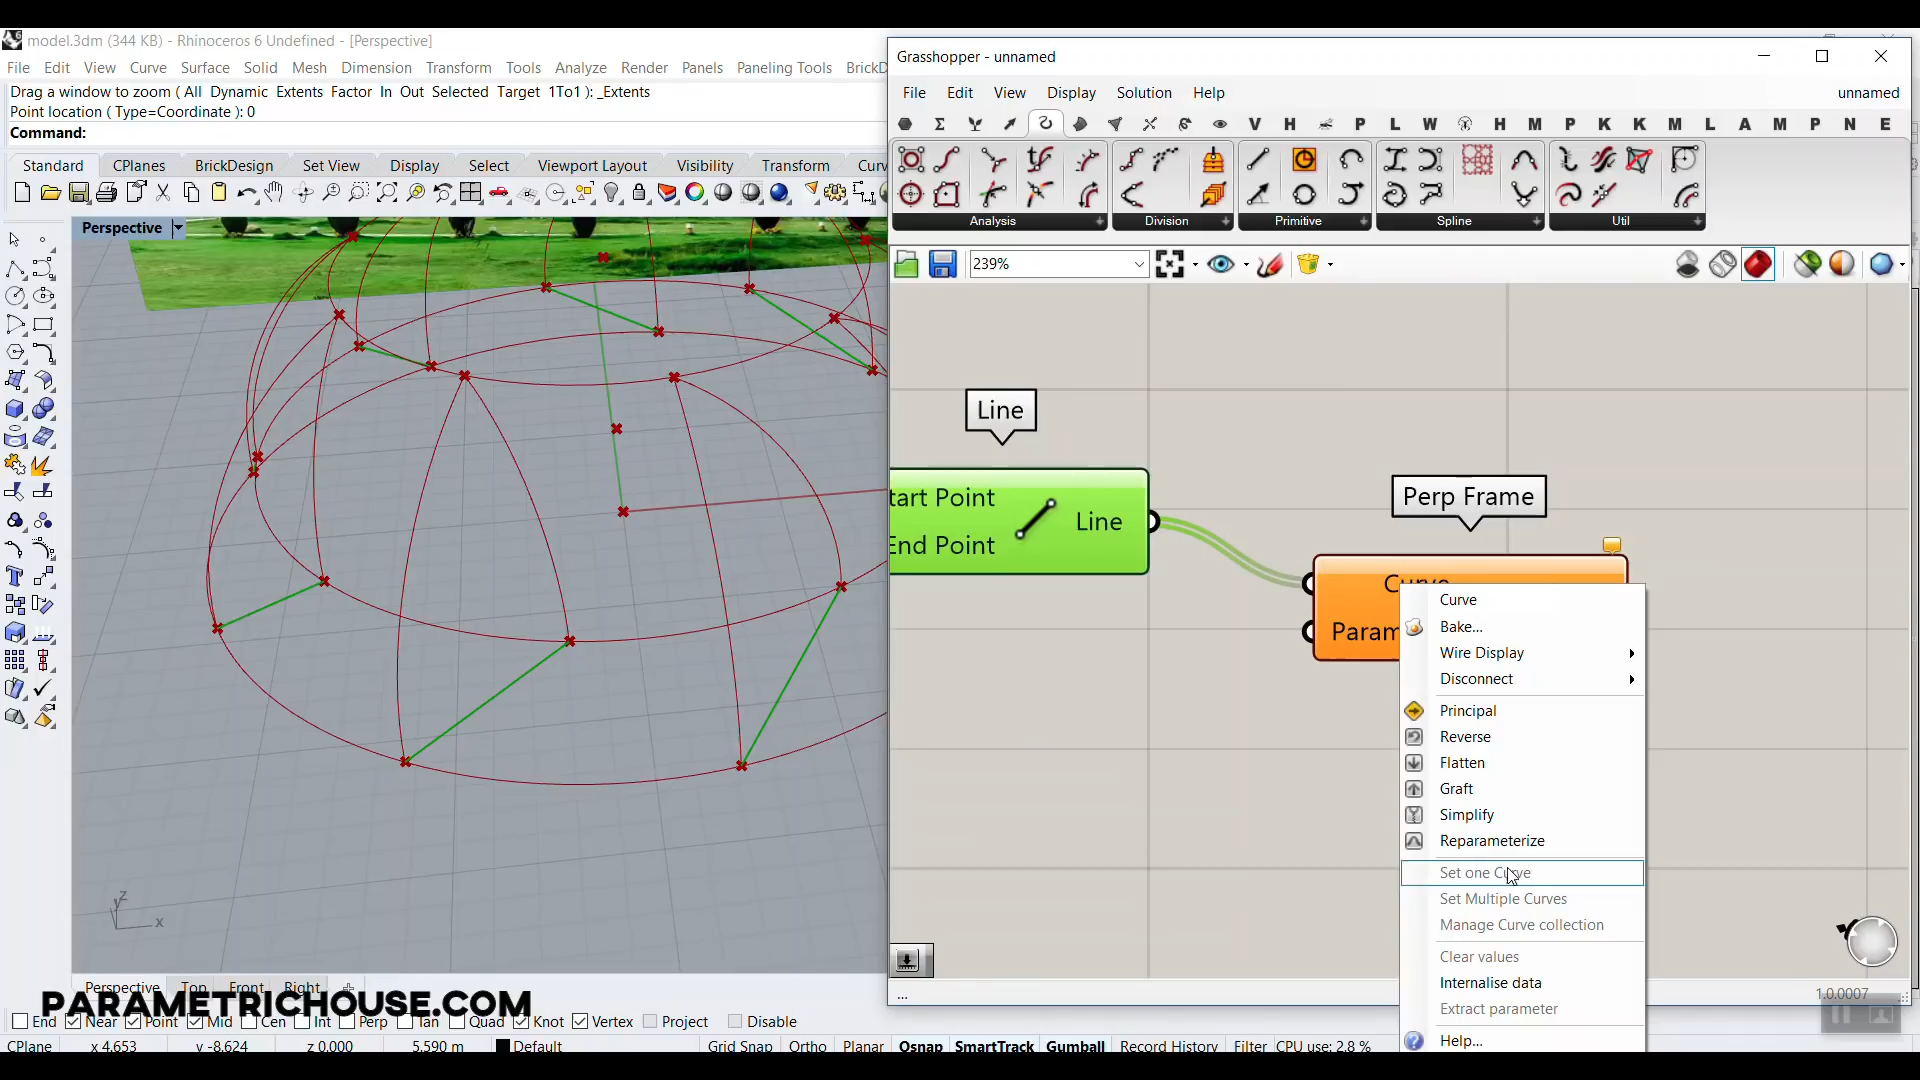 model.3dm (344 KB) - Rhinoceros 6 Undefined - [Perspective]
File Edit View Curve Surface Solid Mesh Dimension Transform Tools Analyze Render Panels Paneling Tools BrickD
Drag a window to zoom ( All Dynamic Extents Factor In Out Selected Target 1To1 ): _Extents
Point location ( Type=Coordinate ): 0
Command:
Standard CPlanes BrickDesign Set View Display Select Viewport Layout Visibility Transform Curv
Perspective
z
y
x
Perspective Top Front Right
PARAMETRICHOUSE.COM
End Near Point Mid Cen Int Perp Tan Quad Knot Vertex Project Disable
CPlane x 4.653 y -8.624 z 0.000 5.590 m Default Grid Snap Ortho Planar Osnap SmartTrack Gumball Record History Filter CPU use: 2.8 %
Grasshopper - unnamed
File Edit View Display Solution Help unnamed
V H P L W H M P K K M L A M P N E
Analysis Division Primitive Spline Util
239%
Line
tart Point
End Point
Line
Perp Frame
Curve
Param
Curve
Bake...
Wire Display
Disconnect
Principal
Reverse
Flatten
Graft
Simplify
Reparameterize
Set one Curve
Set Multiple Curves
Manage Curve collection
Clear values
Internalise data
Extract parameter
Help...
...
1.0.0007